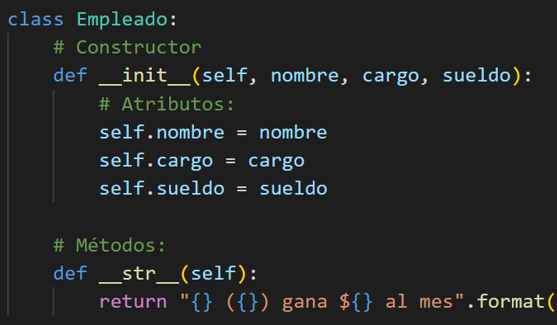 class Empleado:
    # Constructor
    def __init__(self, nombre, cargo, sueldo):
        # Atributos:
        self.nombre = nombre
        self.cargo = cargo
        self.sueldo = sueldo
    # Métodos:
    def __str__(self):
        return "{} ({}) gana ${} al mes".format(